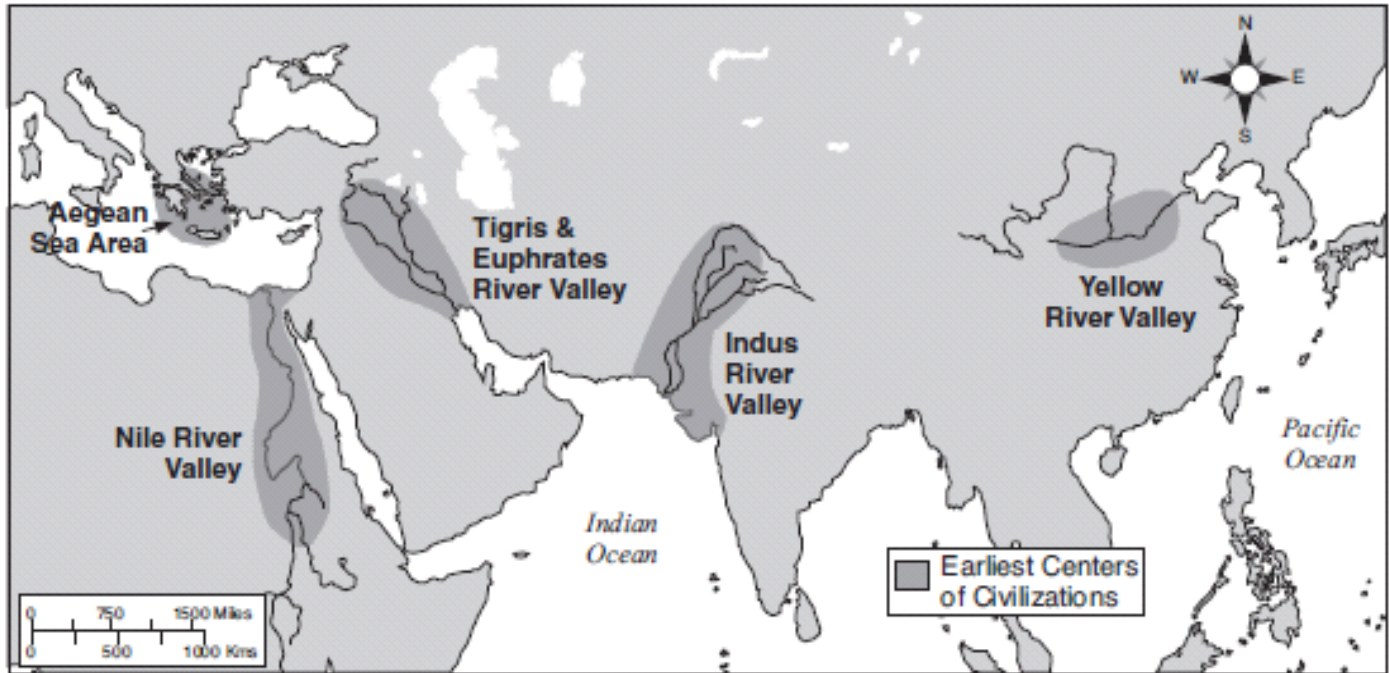 N
W E
S
Aegean
Sea Area
Tigris &
Euphrates
River Valley
Yellow
River Valley
Indus
River
Valley
Nile River
Valley
Pacific
Ocean
Indian
Ocean
Earliest Centers
of Civilizations
0 750 1500 Miles
0 500 1000 Kms